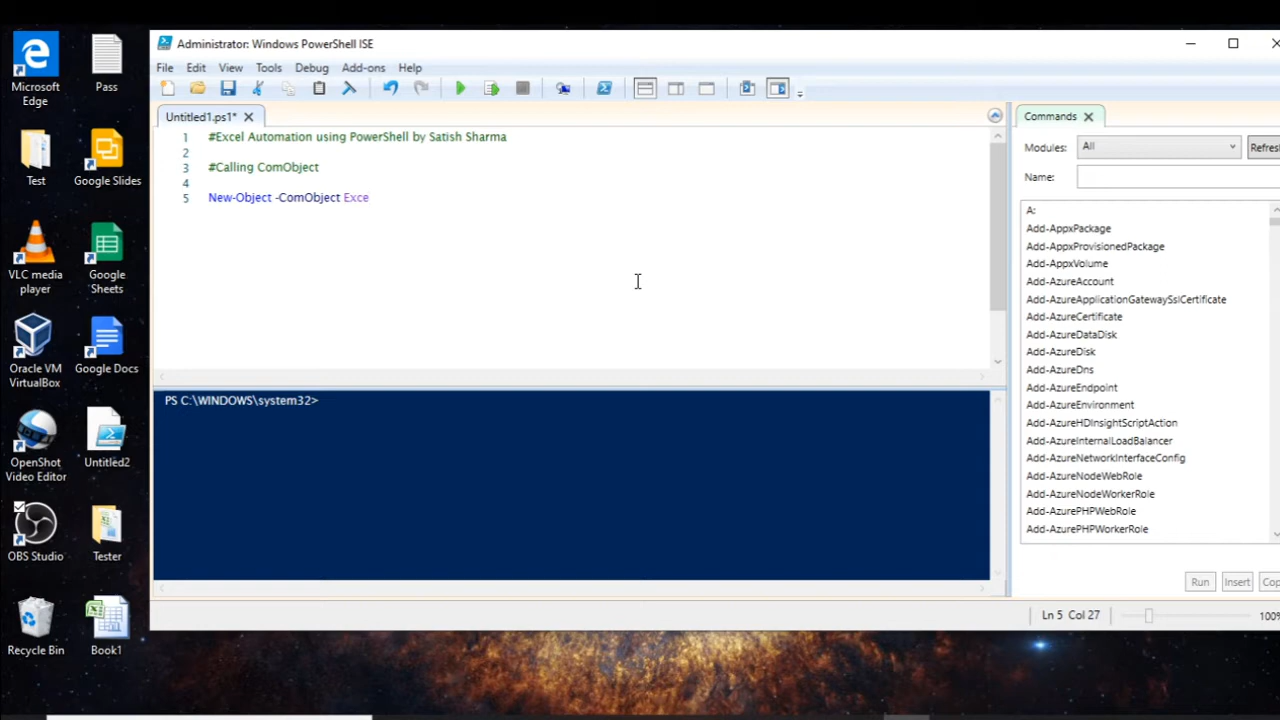 Administrator: Windows PowerShell ISE
File Edit View Tools Debug Add-ons Help
Untitled1.ps1*
1 #Excel Automation using PowerShell by Satish Sharma
2
3 #Calling ComObject
4
5 New-Object -ComObject Exce
PS C:\WINDOWS\system32>
Commands
Modules: All Refres
Name:
A:
Add-AppxPackage
Add-AppxProvisionedPackage
Add-AppxVolume
Add-AzureAccount
Add-AzureApplicationGatewaySslCertificate
Add-AzureCertificate
Add-AzureDataDisk
Add-AzureDisk
Add-AzureDns
Add-AzureEndpoint
Add-AzureEnvironment
Add-AzureHDInsightScriptAction
Add-AzureInternalLoadBalancer
Add-AzureNetworkInterfaceConfig
Add-AzureNodeWebRole
Add-AzureNodeWorkerRole
Add-AzurePHPWebRole
Add-AzurePHPWorkerRole
Run Insert Cop
Ln 5 Col 27 100%
Microsoft
Edge
Pass
Test
Google Slides
VLC media
player
Google
Sheets
Oracle VM
VirtualBox
Google Docs
OpenShot
Video Editor
Untitled2
OBS Studio
Tester
Recycle Bin
Book1